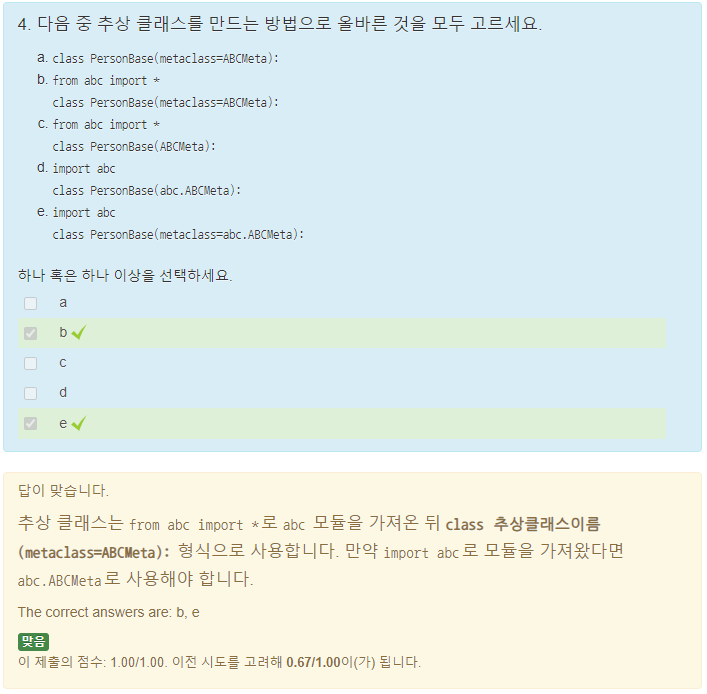 4. 다음 중 추상 클래스를 만드는 방법으로 올바른 것을 모두 고르세요.
a. class PersonBase(metaclass=ABCMeta):
b. from abc import *
class PersonBase(metaclass=ABCMeta):
c. from abc import *
class PersonBase(ABCMeta):
d. import abc
class PersonBase(abc.ABCMeta):
e. import abc
class PersonBase(metaclass=abc.ABCMeta):
하나 혹은 하나 이상을 선택하세요.
a
b
c
d
e
답이 맞습니다.
추상 클래스는 from abc import *로 abc 모듈을 가져온 뒤 class 추상클래스이름
(metaclass=ABCMeta): 형식으로 사용합니다. 만약 import abc로 모듈을 가져왔다면
abc.ABCMeta로 사용해야 합니다.
The correct answers are: b, e
맞음
이 제출의 점수: 1.00/1.00. 이전 시도를 고려해 0.67/1.00이(가) 됩니다.